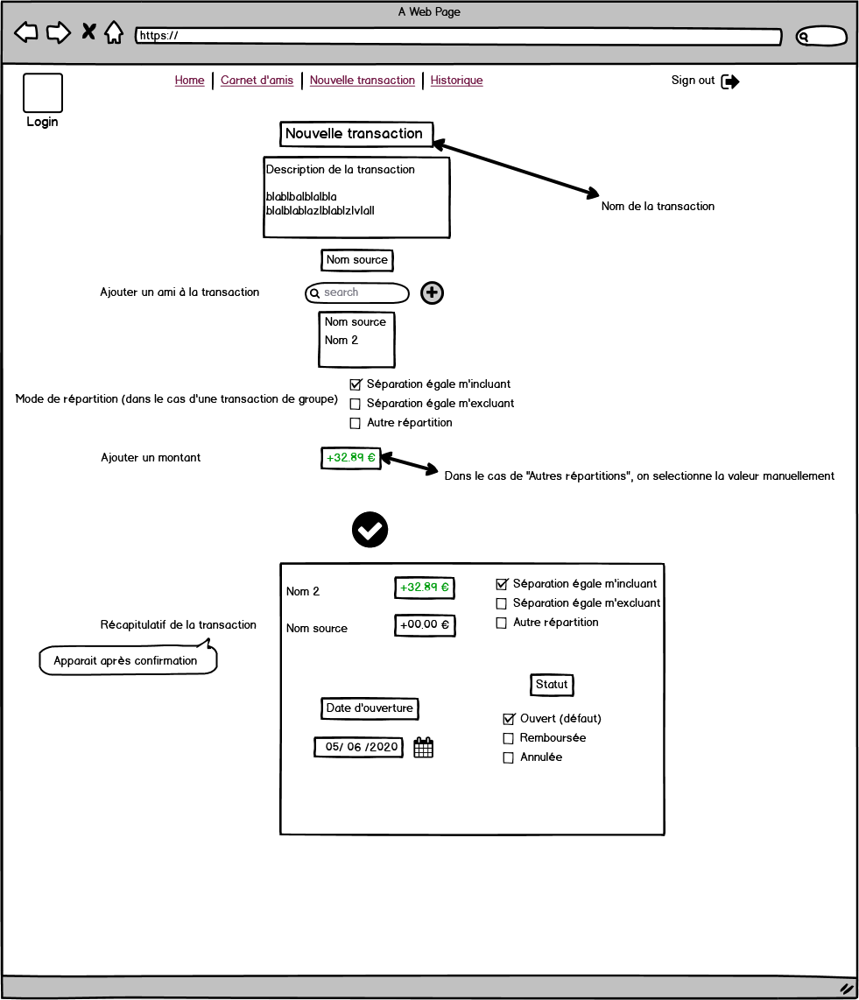 A Web Page
https://
Home
Carnet d'amis
Nouvelle transaction
Historique
Sign out
Login
Nouvelle transaction
Description de la transaction
blablbalblalbla
blalblablazlblablzlvlall
Nom de la transaction
Nom source
Ajouter un ami à la transaction
search
Nom source
Nom 2
Mode de répartition (dans le cas d'une transaction de groupe)
Séparation égale m'incluant
Séparation égale m'excluant
Autre répartition
Ajouter un montant
+32.89 €
Dans le cas de "Autres répartitions", on selectionne la valeur manuellement
Nom 2
+32.89 €
Séparation égale m'incluant
Séparation égale m'excluant
Autre répartition
Nom source
+00.00 €
Récapitulatif de la transaction
Apparait après confirmation
Statut
Date d'ouverture
Ouvert (défaut)
Remboursée
Annulée
05/ 06 /2020